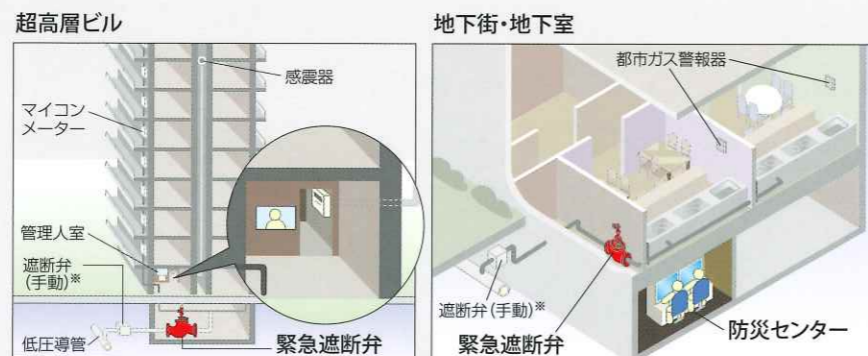 超高層ビル
感震器
マイコン
メーター
管理人室
遮断弁
(手動)※
低圧導管
緊急遮断弁
地下街・地下室
都市ガス警報器
遮断弁(手動)※
緊急遮断弁
防災センター